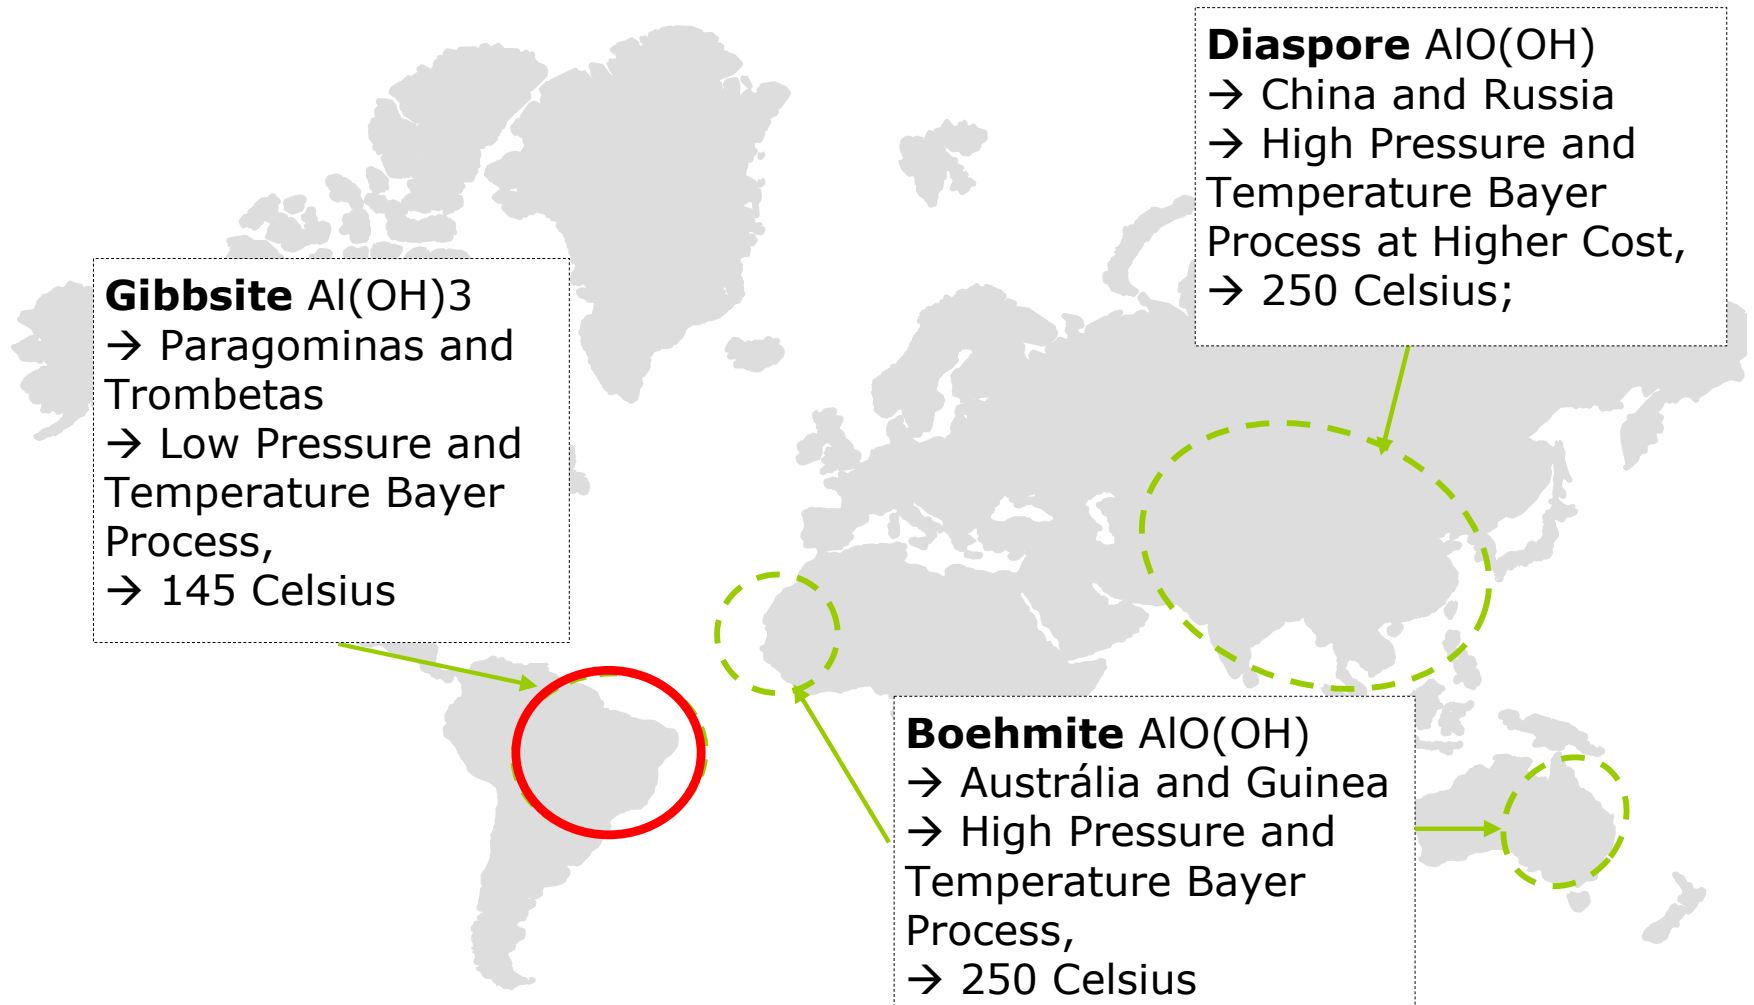 Diaspore AlO(OH)
→ China and Russia
→ High Pressure and
Temperature Bayer
Process at Higher Cost,
→ 250 Celsius;
Gibbsite Al(OH)3
→ Paragominas and
Trombetas
→ Low Pressure and
Temperature Bayer
Process,
→ 145 Celsius
Boehmite AlO(OH)
→ Austrália and Guinea
→ High Pressure and
Temperature Bayer
Process,
→ 250 Celsius